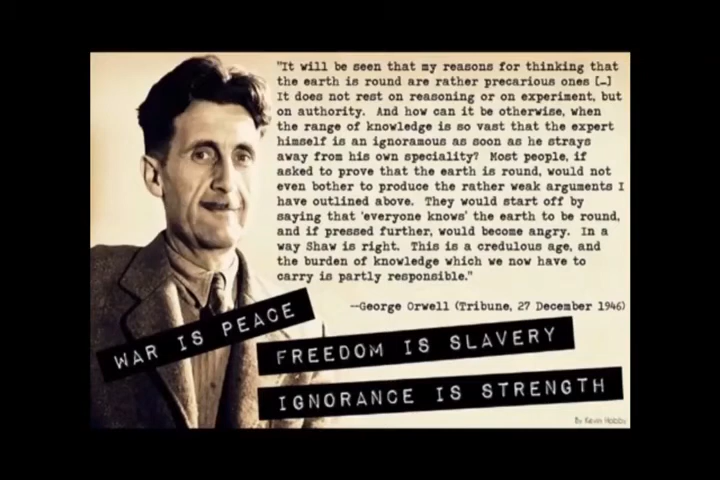 "It will be seen that my reasons for thinking that
the earth is round are rather precarious ones […]
It does not rest on reasoning or on experiment, but
on authority. And how can it be otherwise, when
the range of knowledge is so vast that the expert
himself is an ignoramous as soon as he strays
away from his own speciality? Most people, if
asked to prove that the earth is round, would not
even bother to produce the rather weak arguments I
have outlined above. They would start off by
saying that 'everyone knows' the earth to be round,
and if pressed further, would become angry. In a
way Shaw is right. This is a credulous age, and
the burden of knowledge which we now have to
carry is partly responsible."
--George Orwell (Tribune, 27 December 1946)
WAR IS PEACE
FREEDOM IS SLAVERY
IGNORANCE IS STRENGTH
By Kevin